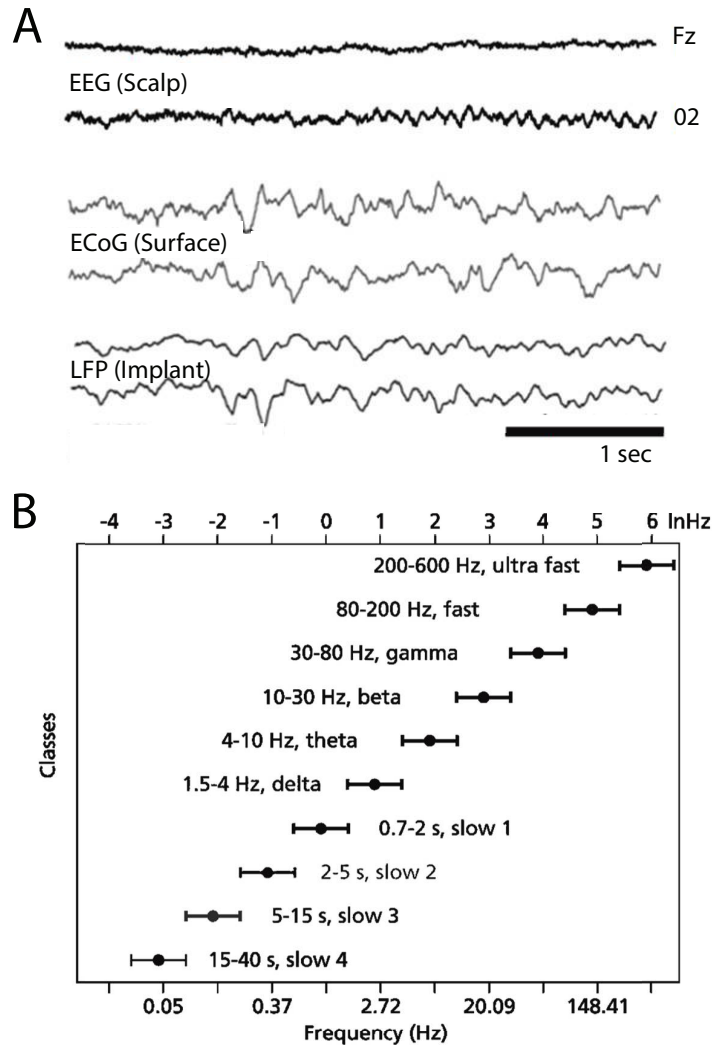 A
Fz
EEG (Scalp)
02
ECoG (Surface)
LFP (Implant)
1 sec
B
-4 -3 -2 -1 0 1 2 3 4 5 6 lnHz
200-600 Hz, ultra fast
80-200 Hz, fast
30-80 Hz, gamma
10-30 Hz, beta
4-10 Hz, theta
1.5-4 Hz, delta
0.7-2 s, slow 1
2-5 s, slow 2
5-15 s, slow 3
15-40 s, slow 4
Classes
0.05 0.37 2.72 20.09 148.41
Frequency (Hz)